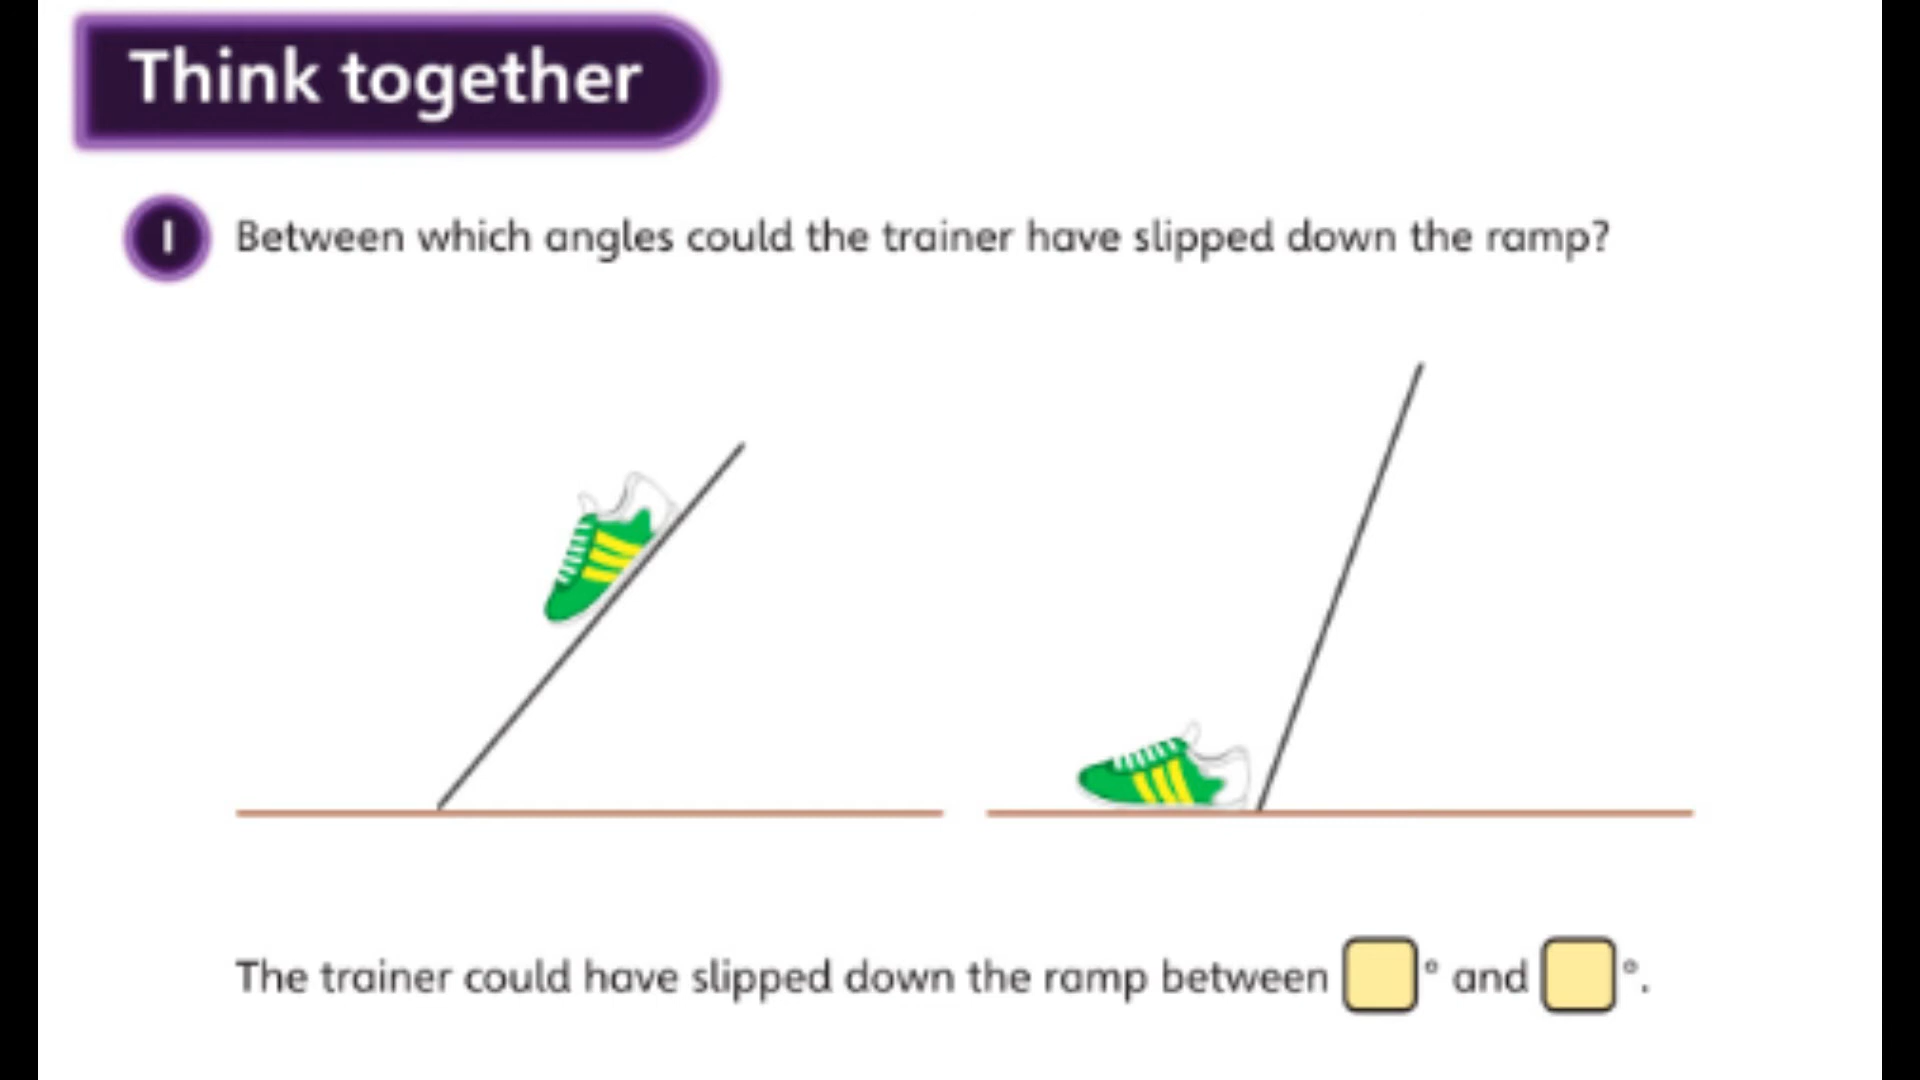 Think together
1 Between which angles could the trainer have slipped down the ramp?
The trainer could have slipped down the ramp between ° and °.